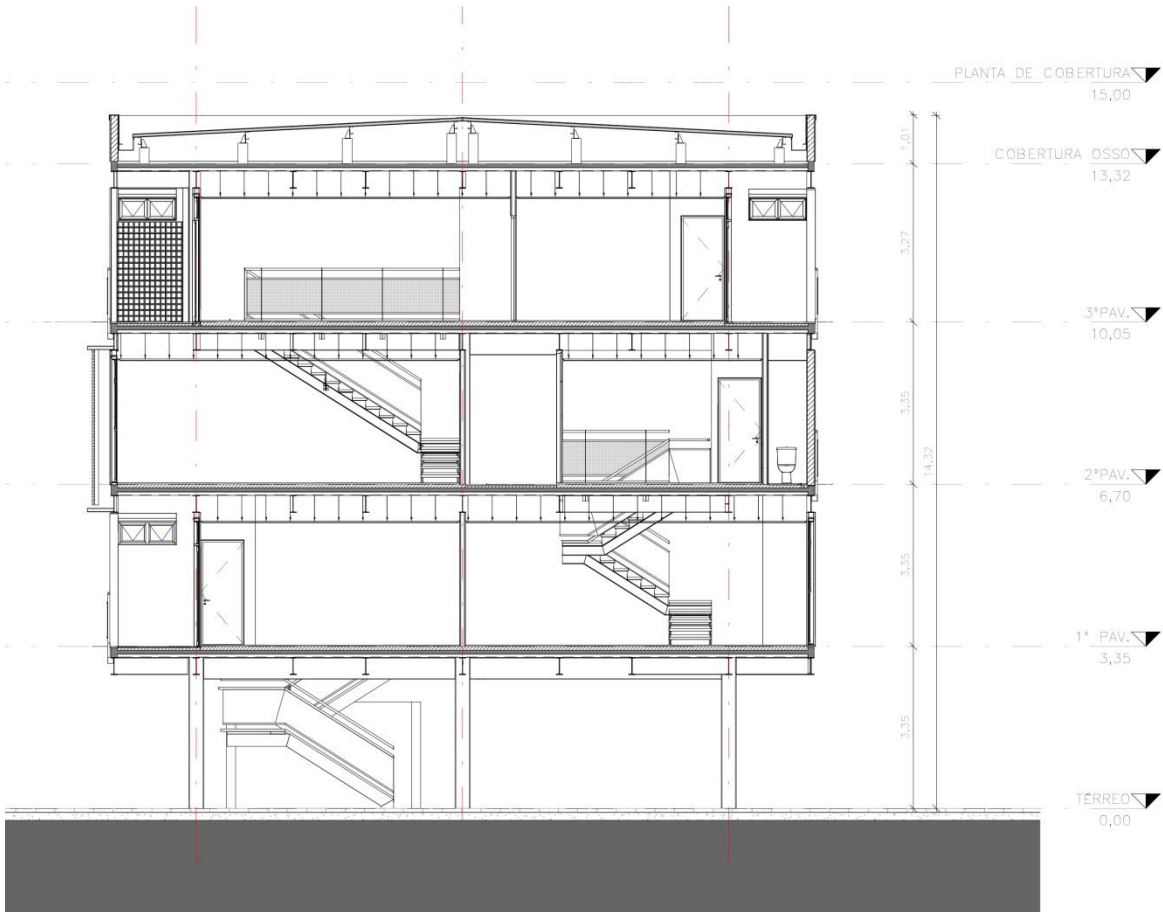 PLANTA DE COBERTURA
15,00
COBERTURA OSSO
13,32
1,01
3,27
3°PAV.
10,05
3,35
14,32
2°PAV.
6,70
3,35
1° PAV.
3,35
3,35
TÉRREO
0,00